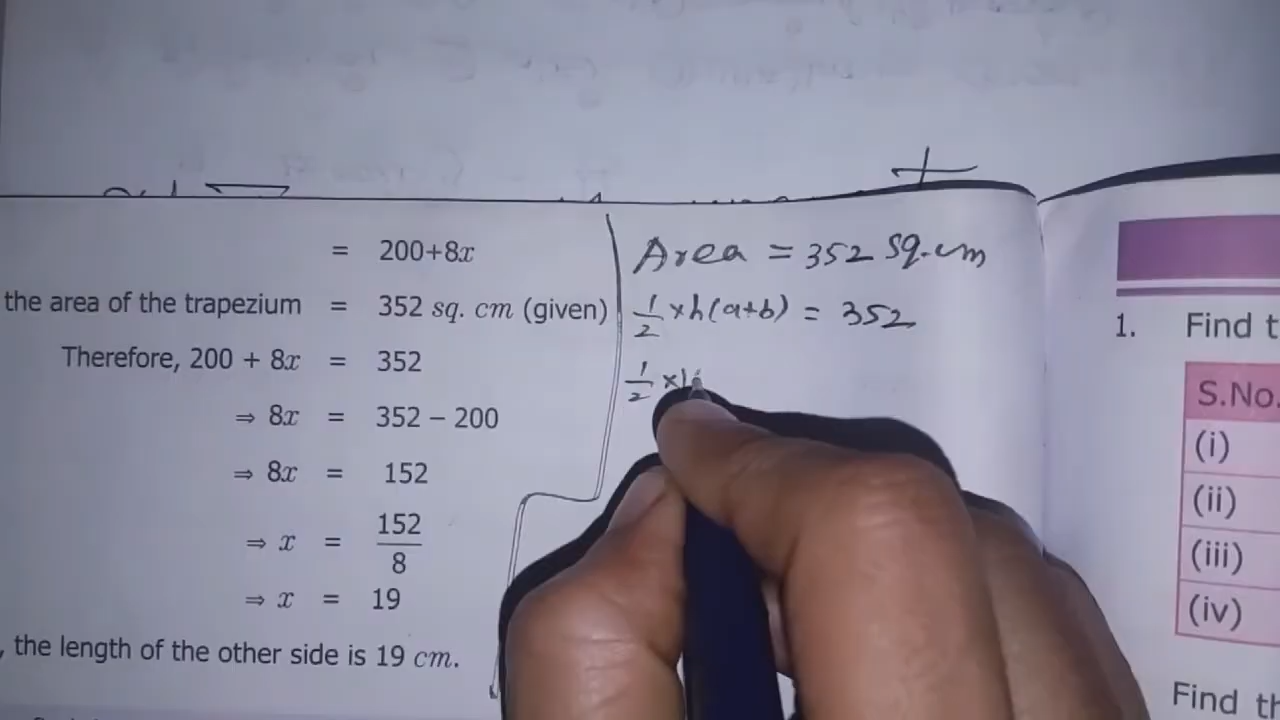 = 200+8x
the area of the trapezium = 352 sq. cm (given)
Therefore, 200 + 8x = 352
⇒ 8x = 352 – 200
⇒ 8x = 152
⇒ x = 152/8
⇒ x = 19
, the length of the other side is 19 cm.
Area = 352 sq.cm
1/2 × h(a+b) = 352
1/2 ×
1. Find t
S.No.
(i)
(ii)
(iii)
(iv)
Find th